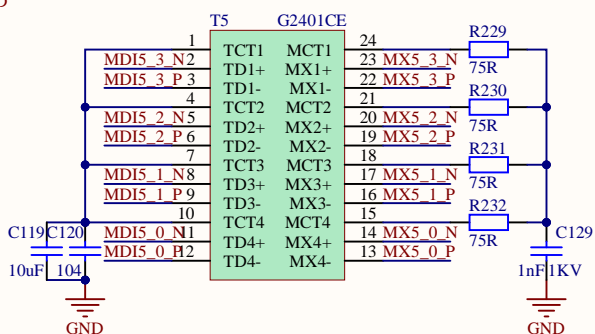 T5 G2401CE
1 TCT1 MCT1 24 R229
MDI5_3_N 2 TD1+ MX1+ 23 MX5_3_N 75R
MDI5_3_P 3 TD1- MX1- 22 MX5_3_P
4 TCT2 MCT2 21 R230
MDI5_2_N 5 TD2+ MX2+ 20 MX5_2_N 75R
MDI5_2_P 6 TD2- MX2- 19 MX5_2_P
7 TCT3 MCT3 18 R231
MDI5_1_N 8 TD3+ MX3+ 17 MX5_1_N 75R
MDI5_1_P 9 TD3- MX3- 16 MX5_1_P
10 TCT4 MCT4 15 R232
C119 C120 MDI5_0_N 11 TD4+ MX4+ 14 MX5_0_N 75R C129
MDI5_0_P 12 TD4- MX4- 13 MX5_0_P
10uF 104 1nF/1KV
GND GND